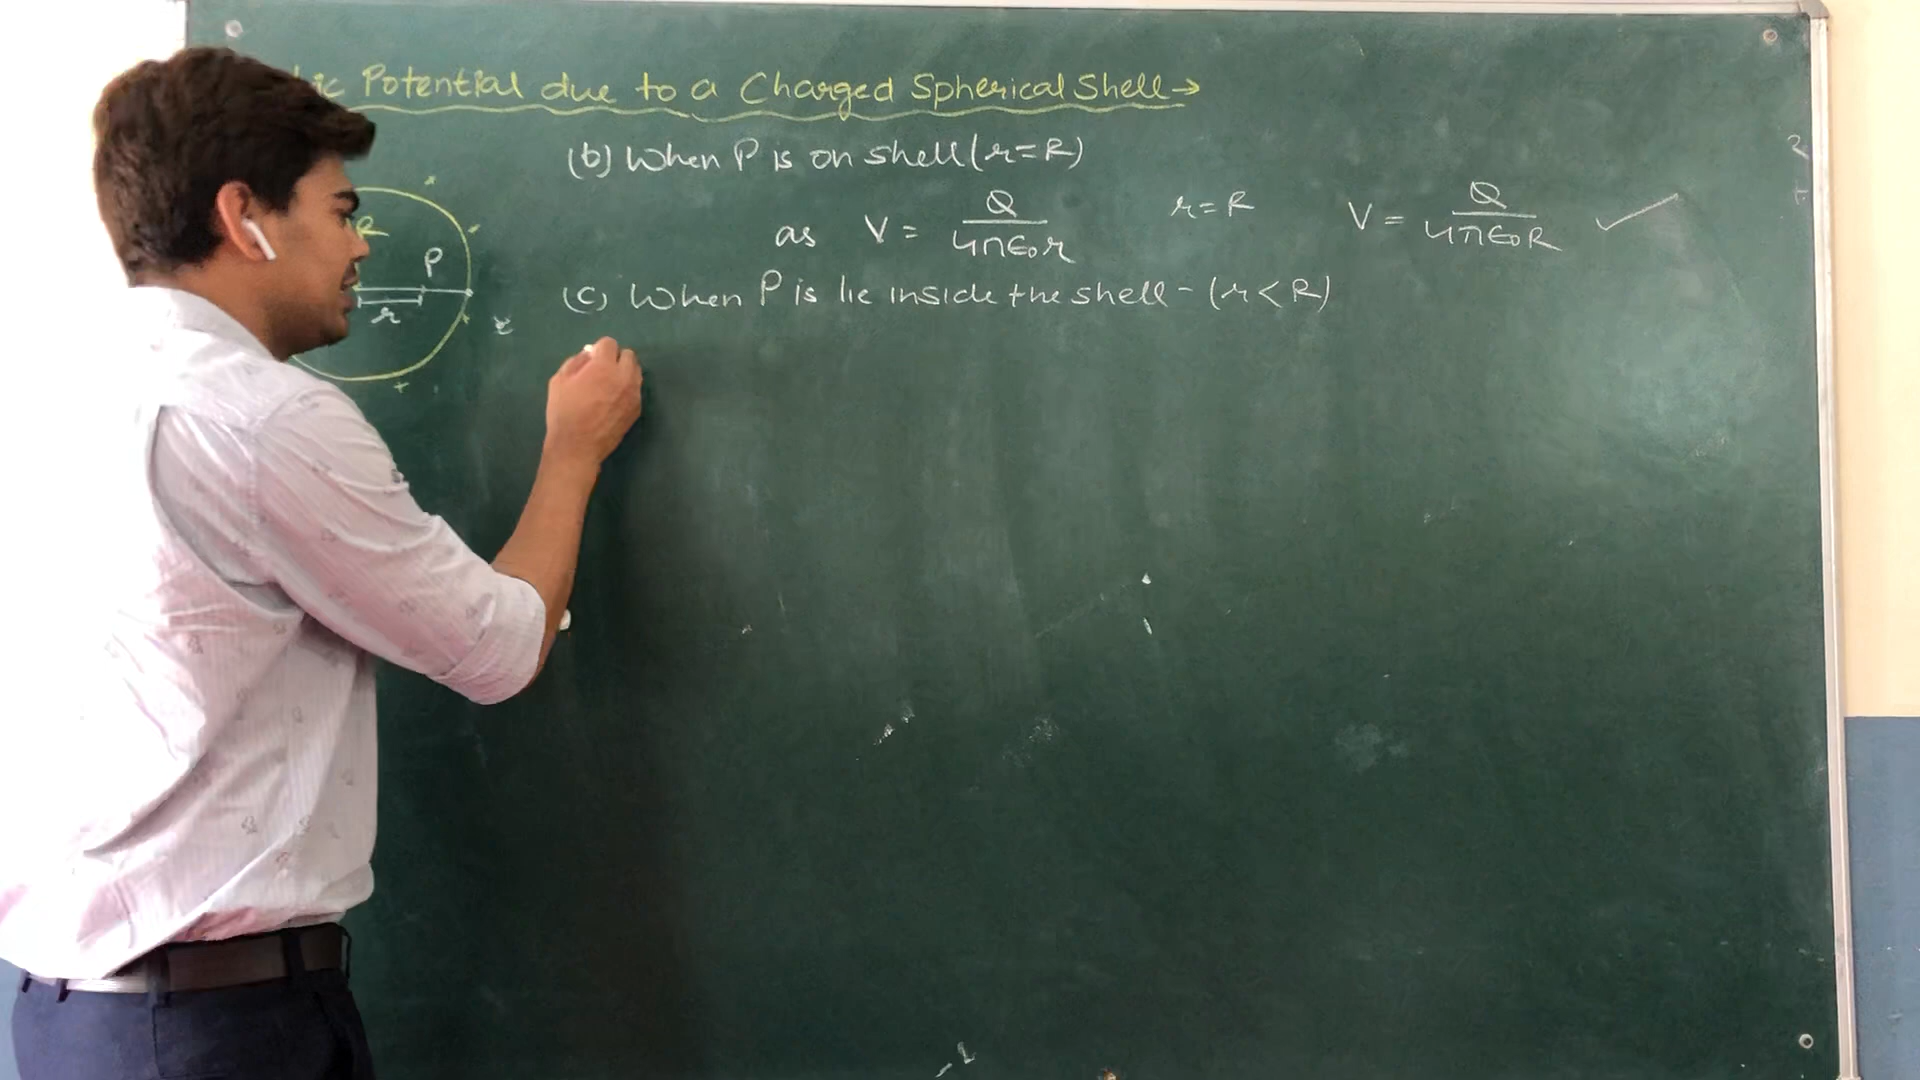 ic Potential due to a Charged Spherical Shell→
(b) When P is on shell (r=R)
as V = Q/4πϵ₀r r=R V = Q/4πϵ₀R ✓
(c) When P is lie inside the shell - (r < R)
R
P
r